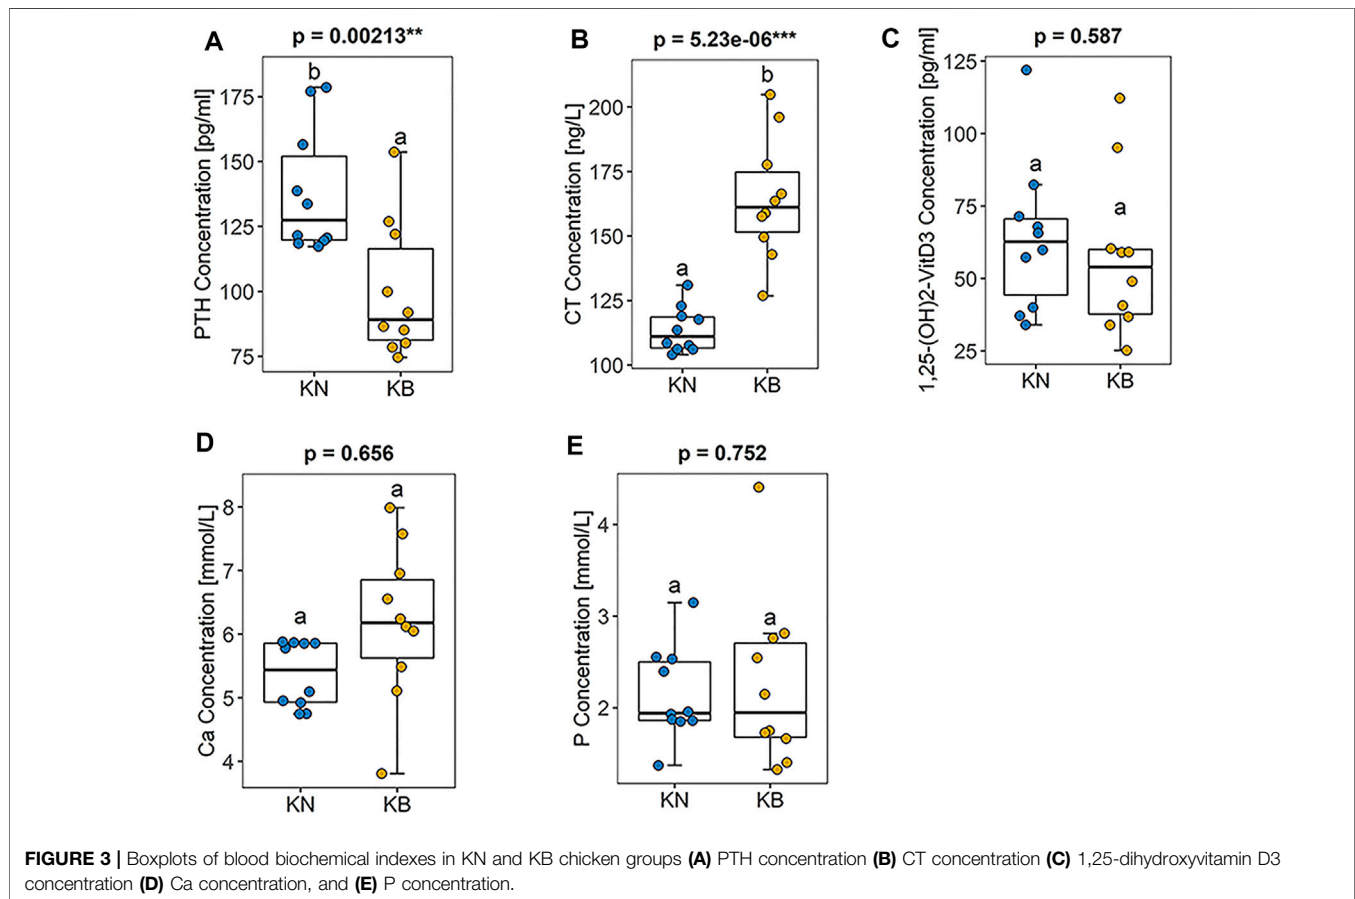 A
p = 0.00213**
PTH Concentration [pg/ml]
175
150
125
100
75
b
a
KN
KB
B
p = 5.23e-06***
CT Concentration [ng/L]
200
175
150
125
100
a
b
KN
KB
C
p = 0.587
1,25-(OH)2-VitD3 Concentration [pg/ml]
125
100
75
50
25
a
a
KN
KB
D
p = 0.656
Ca Concentration [mmol/L]
8
7
6
5
4
a
a
KN
KB
E
p = 0.752
P Concentration [mmol/L]
4
3
2
a
a
KN
KB
FIGURE 3 | Boxplots of blood biochemical indexes in KN and KB chicken groups (A) PTH concentration (B) CT concentration (C) 1,25-dihydroxyvitamin D3
concentration (D) Ca concentration, and (E) P concentration.